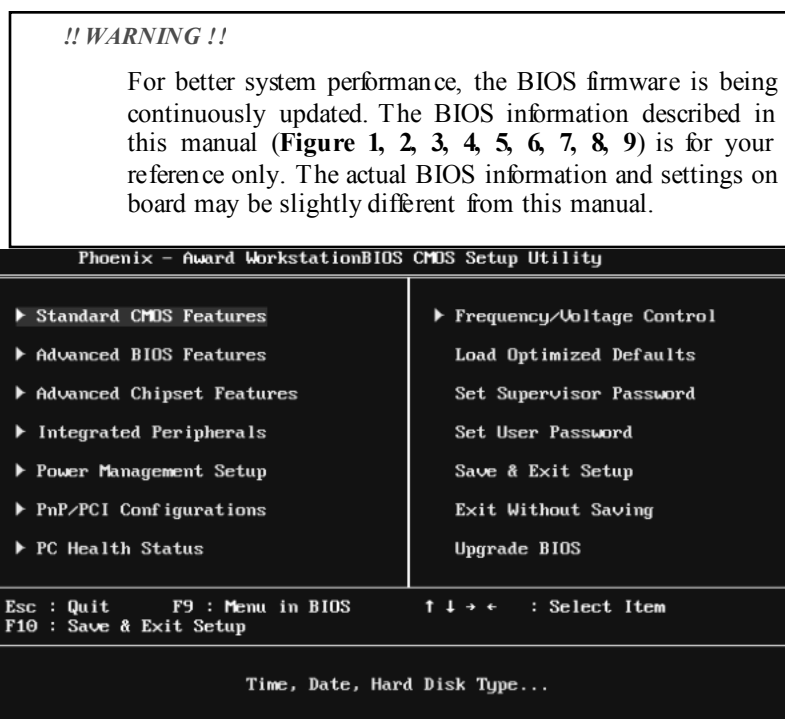 !! WARNING !!
For better system performance, the BIOS firmware is being
continuously updated. The BIOS information described in
this manual (Figure 1, 2, 3, 4, 5, 6, 7, 8, 9) is for your
reference only. The actual BIOS information and settings on
board may be slightly different from this manual.
Phoenix - Award WorkstationBIOS CMOS Setup Utility
▶ Standard CMOS Features
▶ Advanced BIOS Features
▶ Advanced Chipset Features
▶ Integrated Peripherals
▶ Power Management Setup
▶ PnP/PCI Configurations
▶ PC Health Status
▶ Frequency/Voltage Control
Load Optimized Defaults
Set Supervisor Password
Set User Password
Save & Exit Setup
Exit Without Saving
Upgrade BIOS
Esc : Quit F9 : Menu in BIOS ↑ ↓ → ← : Select Item
F10 : Save & Exit Setup
Time, Date, Hard Disk Type...